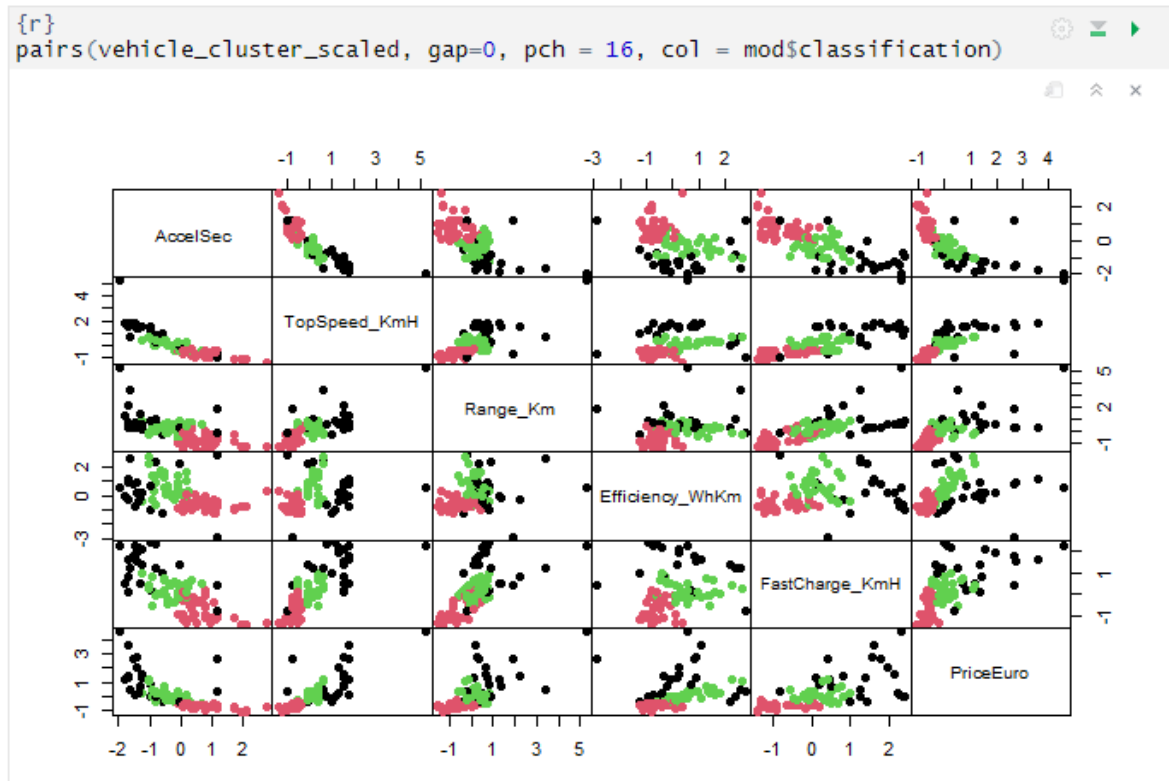 {r}
pairs(vehicle_cluster_scaled, gap=0, pch = 16, col = mod$classification)
-1 1 3 5 -3 -1 1 2 -1 1 2 3 4
AccelSec
2
0
-2
4
2
-1
TopSpeed_KmH
Range_Km
5
2
-1
2
0
-3
Efficiency_WhKm
FastCharge_KmH
1
-1
3
1
-1
PriceEuro
-2 -1 0 1 2 -1 1 3 5 -1 0 1 2